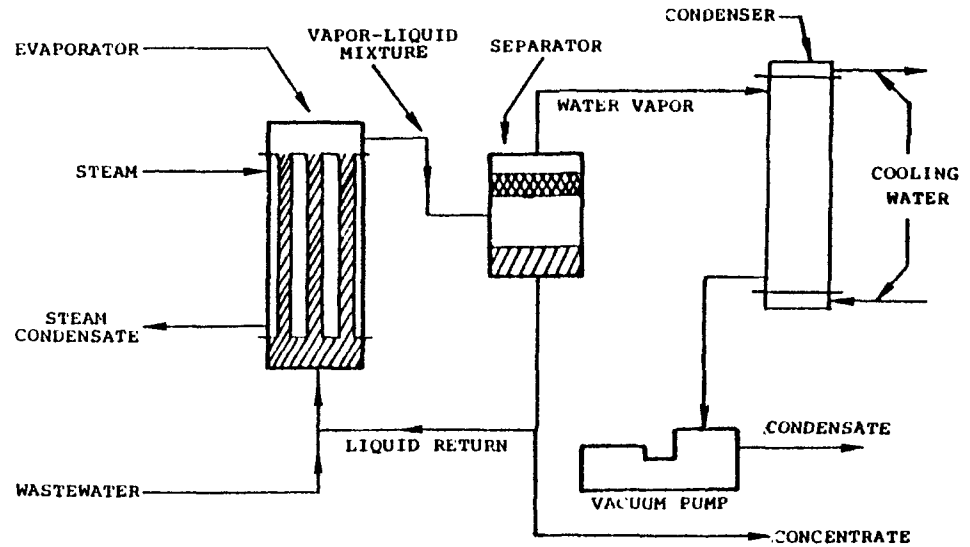 CONDENSER
EVAPORATOR
VAPOR-LIQUID
MIXTURE
SEPARATOR
WATER VAPOR
STEAM
COOLING
WATER
STEAM
CONDENSATE
LIQUID RETURN
CONDENSATE
WASTEWATER
VACUUM PUMP
CONCENTRATE